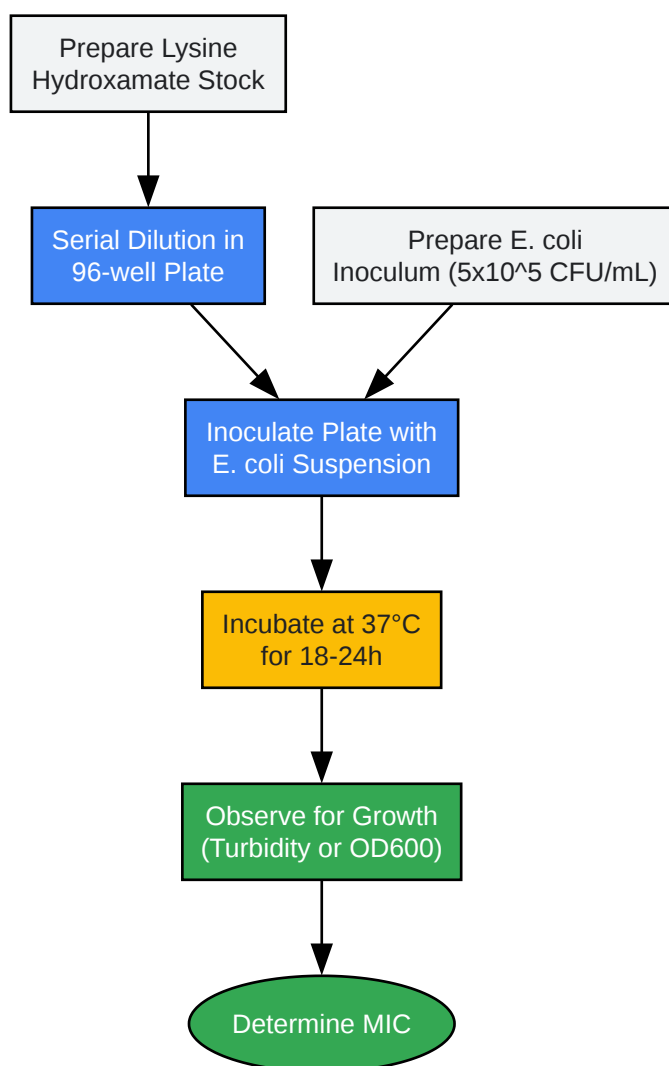 Prepare Lysine
Hydroxamate Stock
Serial Dilution in
96-well Plate
Prepare E. coli
Inoculum (5x10^5 CFU/mL)
Inoculate Plate with
E. coli Suspension
Incubate at 37°C
for 18-24h
Observe for Growth
(Turbidity or OD600)
Determine MIC